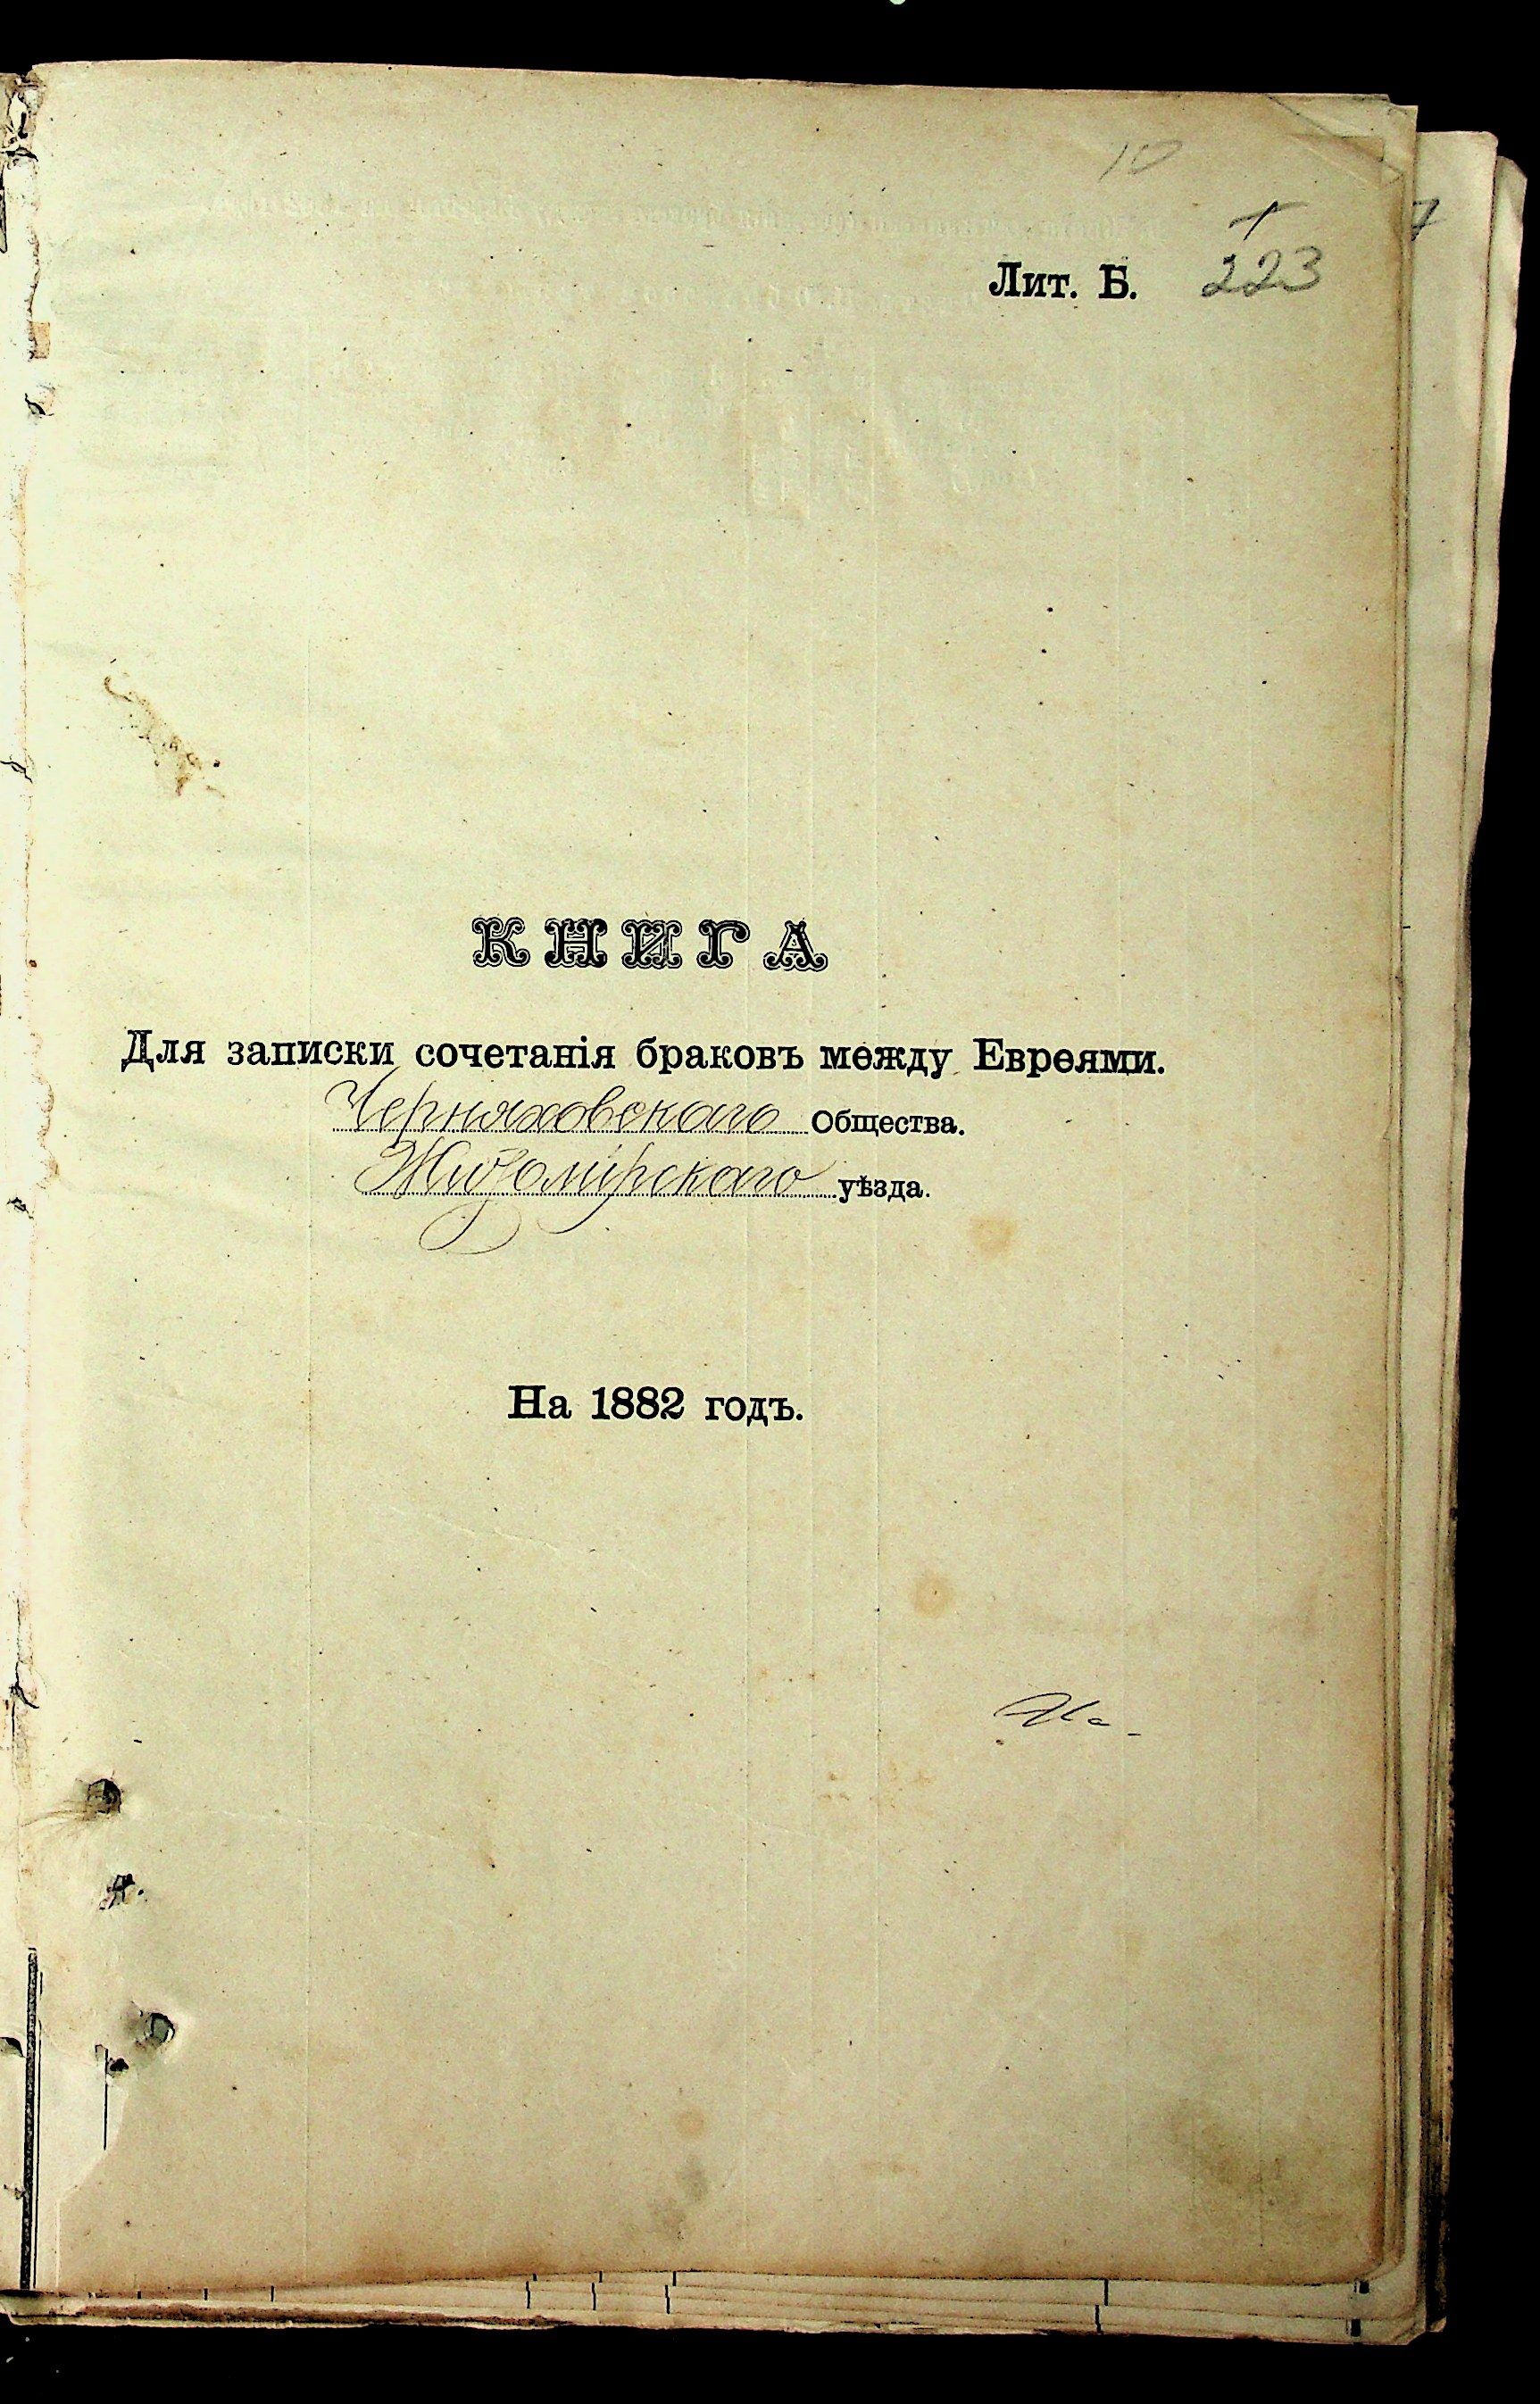 10
Лит. Б. 223
КНИГА
Для записки сочетанія браковъ между Евреями.
Черняховскаго Общества.
Житомірскаго уѣзда.
На 1882 годъ.